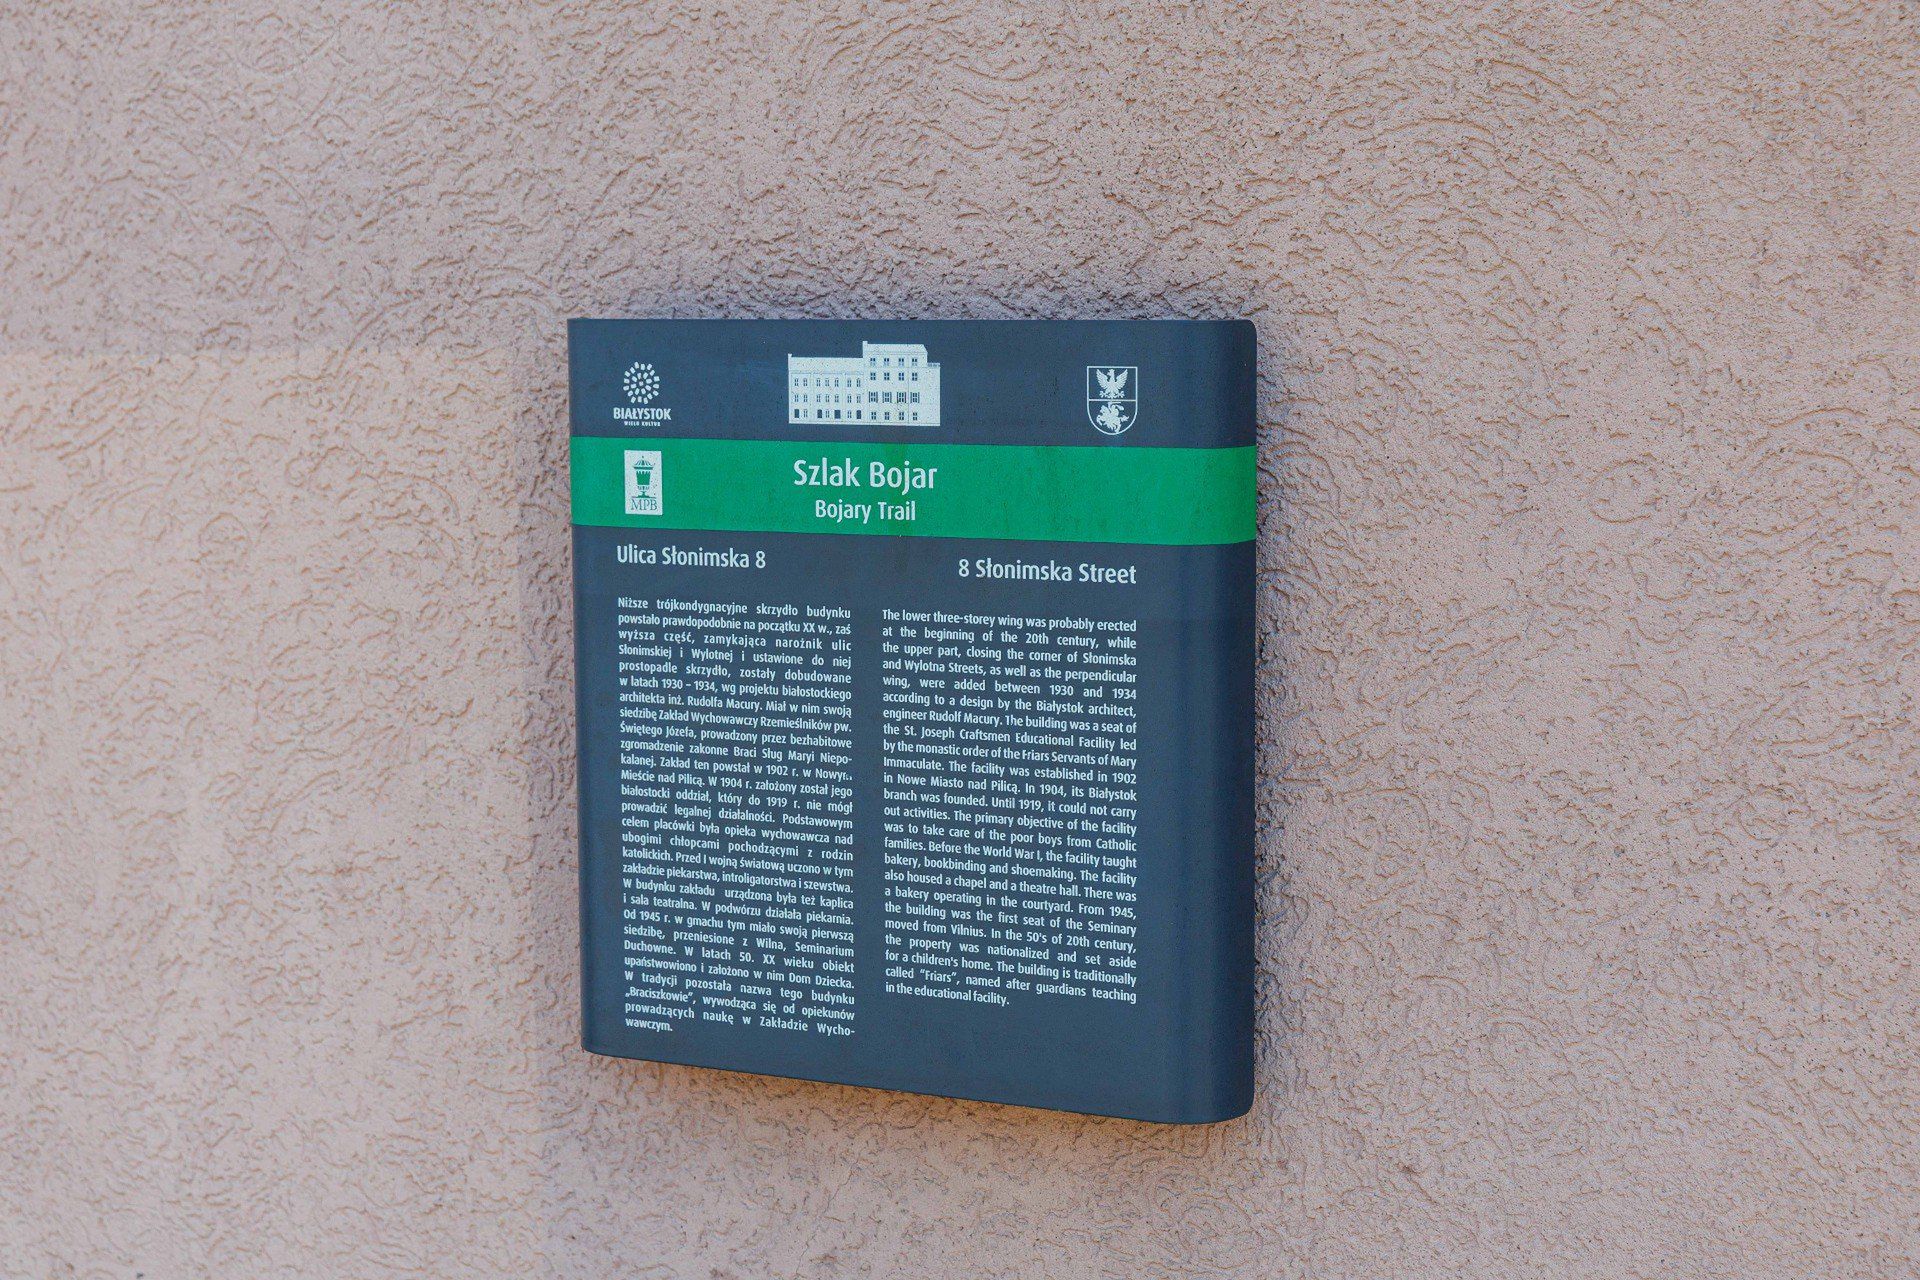 BIAŁYSTOK
WIELU KULTUR
MPB
Szlak Bojar
Bojary Trail
Ulica Słonimska 8
Niższe trójkondygnacyjne skrzydło budynku
powstało prawdopodobnie na początku XX w., zaś
wyższa część, zamykająca narożnik ulic
Słonimskiej i Wylotnej i ustawione do niej
prostopadle skrzydło, zostały dobudowane
w latach 1930 – 1934, wg projektu białostockiego
architekta inż. Rudolfa Macury. Miał w nim swoją
siedzibę Zakład Wychowawczy Rzemieślników pw.
Świętego Józefa, prowadzony przez bezhabitowe
zgromadzenie zakonne Braci Sług Maryi Niepo-
kalanej. Zakład ten powstał w 1902 r. w Nowym
Mieście nad Pilicą. W 1904 r. założony został jego
białostocki oddział, który do 1919 r. nie mógł
prowadzić legalnej działalności. Podstawowym
celem placówki była opieka wychowawcza nad
ubogimi chłopcami pochodzącymi z rodzin
katolickich. Przed I wojną światową uczono w tym
zakładzie piekarstwa, introligatorstwa i szewstwa.
W budynku zakładu urządzona była też kaplica
i sala teatralna. W podwórzu działała piekarnia.
Od 1945 r. w gmachu tym miało swoją pierwszą
siedzibę, przeniesione z Wilna, Seminarium
Duchowne. W latach 50. XX wieku obiekt
upaństwowiono i założono w nim Dom Dziecka.
W tradycji pozostała nazwa tego budynku
„Braciszkowie”, wywodząca się od opiekunów
prowadzących naukę w Zakładzie Wycho-
wawczym.
8 Słonimska Street
The lower three-storey wing was probably erected
at the beginning of the 20th century, while
the upper part, closing the corner of Słonimska
and Wylotna Streets, as well as the perpendicular
wing, were added between 1930 and 1934
according to a design by the Białystok architect,
engineer Rudolf Macury. The building was a seat of
the St. Joseph Craftsmen Educational Facility led
by the monastic order of the Friars Servants of Mary
Immaculate. The facility was established in 1902
in Nowe Miasto nad Pilicą. In 1904, its Białystok
branch was founded. Until 1919, it could not carry
out activities. The primary objective of the facility
was to take care of the poor boys from Catholic
families. Before the World War I, the facility taught
bakery, bookbinding and shoemaking. The facility
also housed a chapel and a theatre hall. There was
a bakery operating in the courtyard. From 1945,
the building was the first seat of the Seminary
moved from Vilnius. In the 50's of 20th century,
the property was nationalized and set aside
for a children's home. The building is traditionally
called “Friars”, named after guardians teaching
in the educational facility.